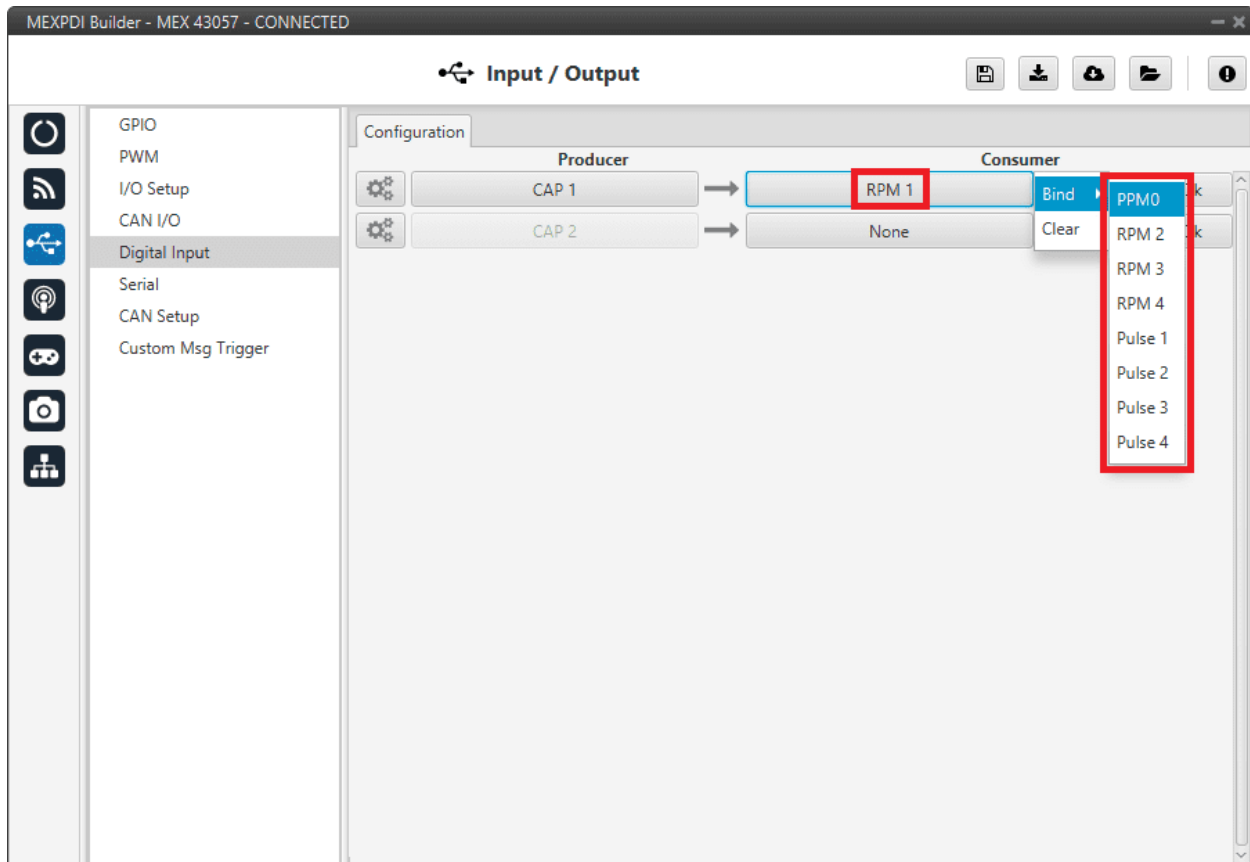 MEXPDI Builder - MEX 43057 - CONNECTED
Input / Output
GPIO
PWM
I/O Setup
CAN I/O
Digital Input
Serial
CAN Setup
Custom Msg Trigger
Configuration
Producer Consumer
CAP 1 RPM 1
CAP 2 None
Bind
Clear
PPM0
RPM 2
RPM 3
RPM 4
Pulse 1
Pulse 2
Pulse 3
Pulse 4